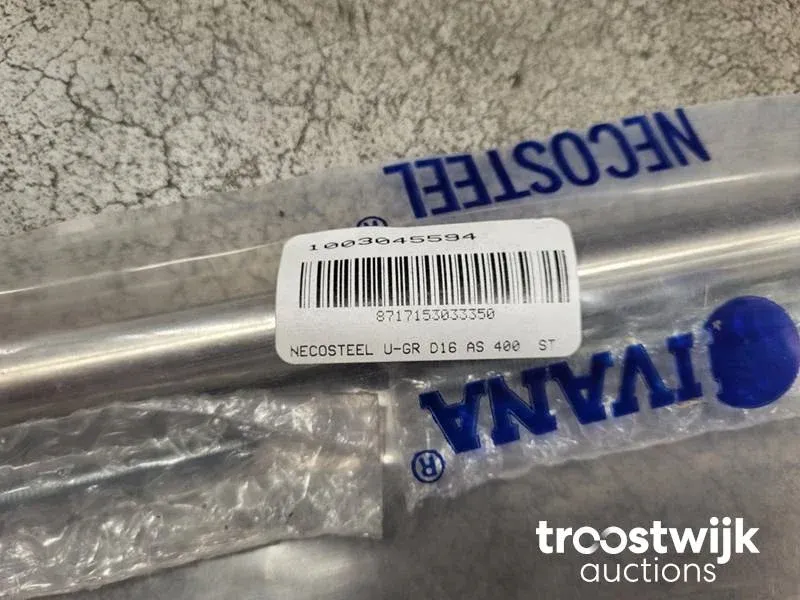 NECOSTEEL
®
1003045594
8717153033350
NECOSTEEL U-GR D16 AS 400 ST
IVANA
®
troostwijk
auctions